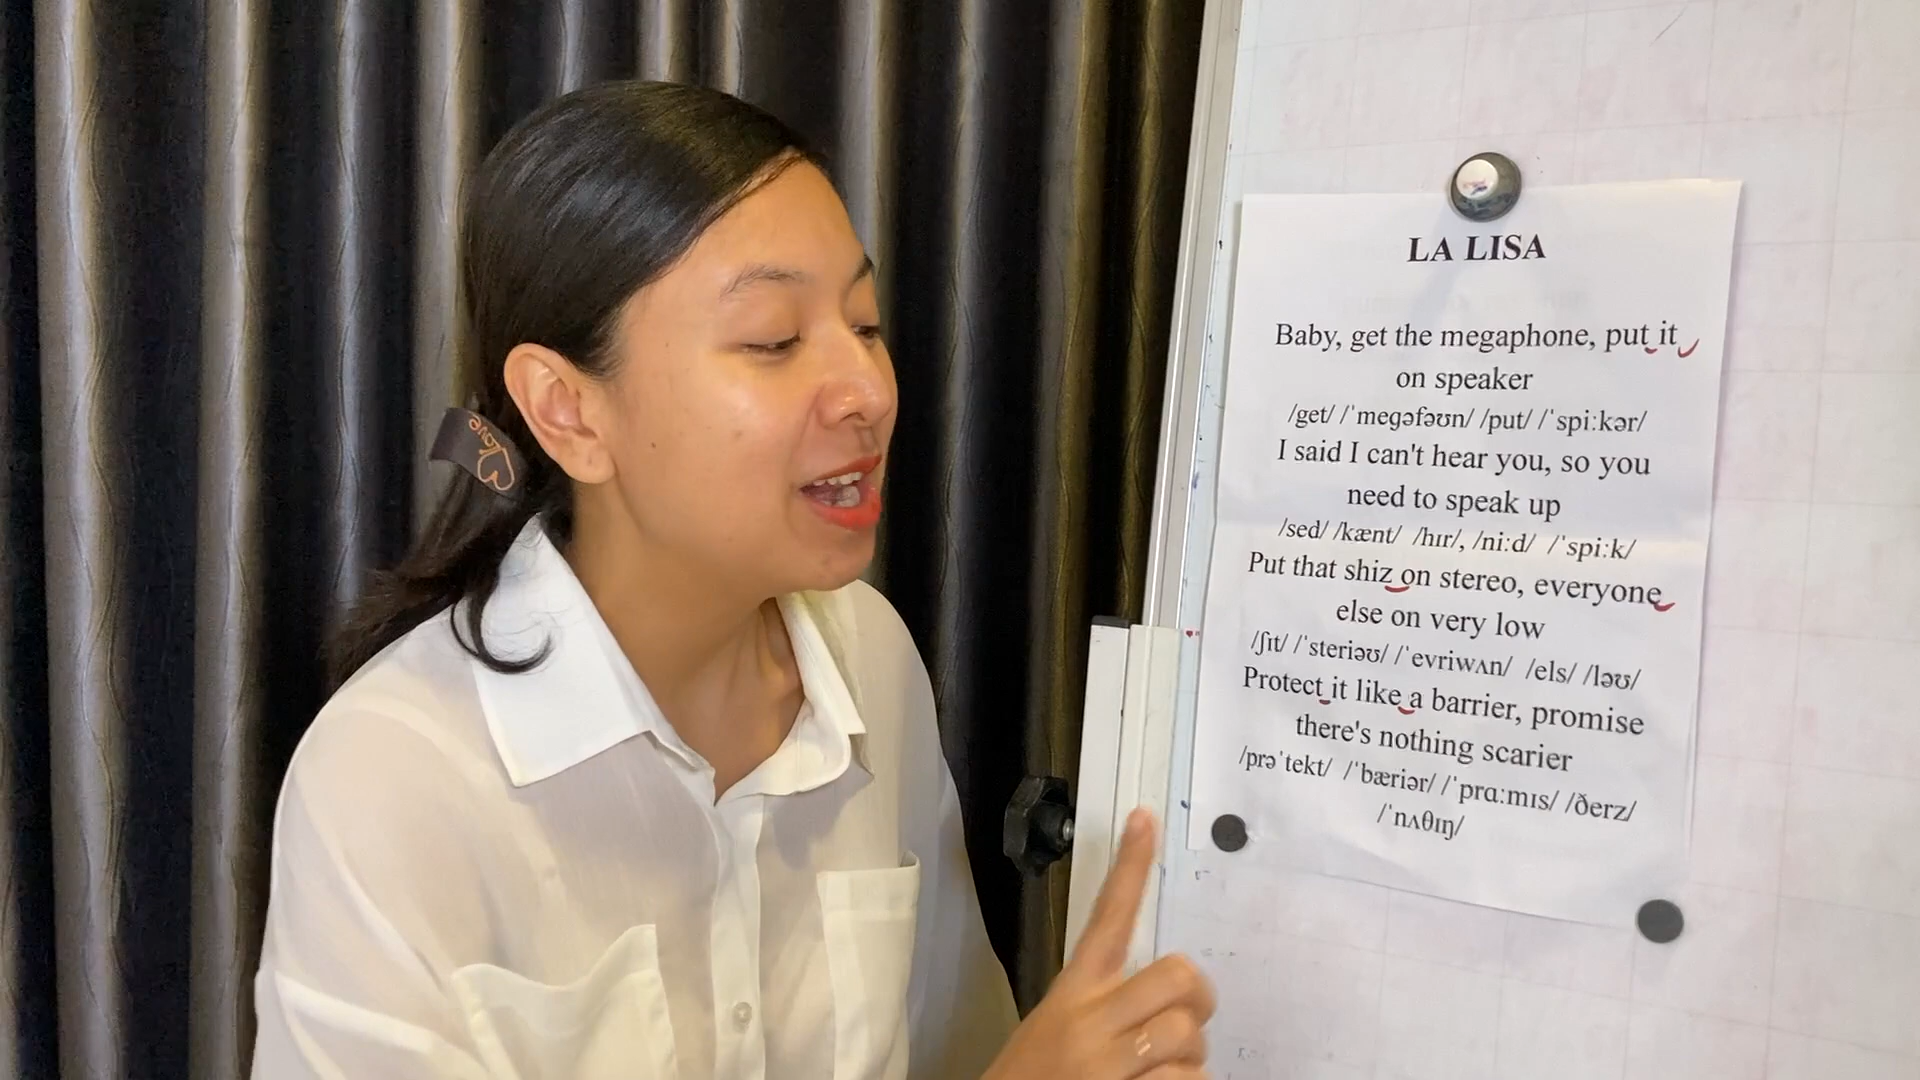 LA LISA
Baby, get the megaphone, put it
on speaker
/get/ /ˈmeɡəfəʊn/ /put/ /ˈspiːkər/
I said I can't hear you, so you
need to speak up
/sed/ /kænt/ /hɪr/, /niːd/ /ˈspiːk/
Put that shiz on stereo, everyone
else on very low
/ʃɪt/ /ˈsteriəʊ/ /ˈevriwʌn/ /els/ /ləʊ/
Protect it like a barrier, promise
there's nothing scarier
/prəˈtekt/ /ˈbæriər/ /ˈprɑːmɪs/ /ðerz/
/ˈnʌθɪŋ/
love